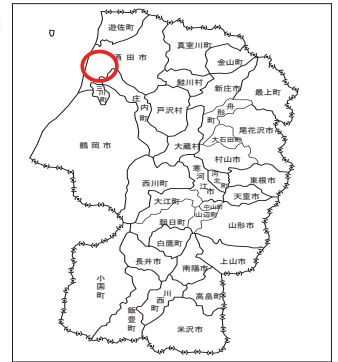 遊佐町
真室川町
金山町
酒田市
鮭川村
新庄市
最上町
三川町
庄内町
戸沢村
舟形町
尾花沢市
大石田町
鶴岡市
大蔵村
村山市
寒河江市
河北町
東根市
西川町
天童市
大江町
中山町
山辺町
朝日町
山形市
白鷹町
長井市
上山市
南陽市
小国町
川西町
高畠町
飯豊町
米沢市